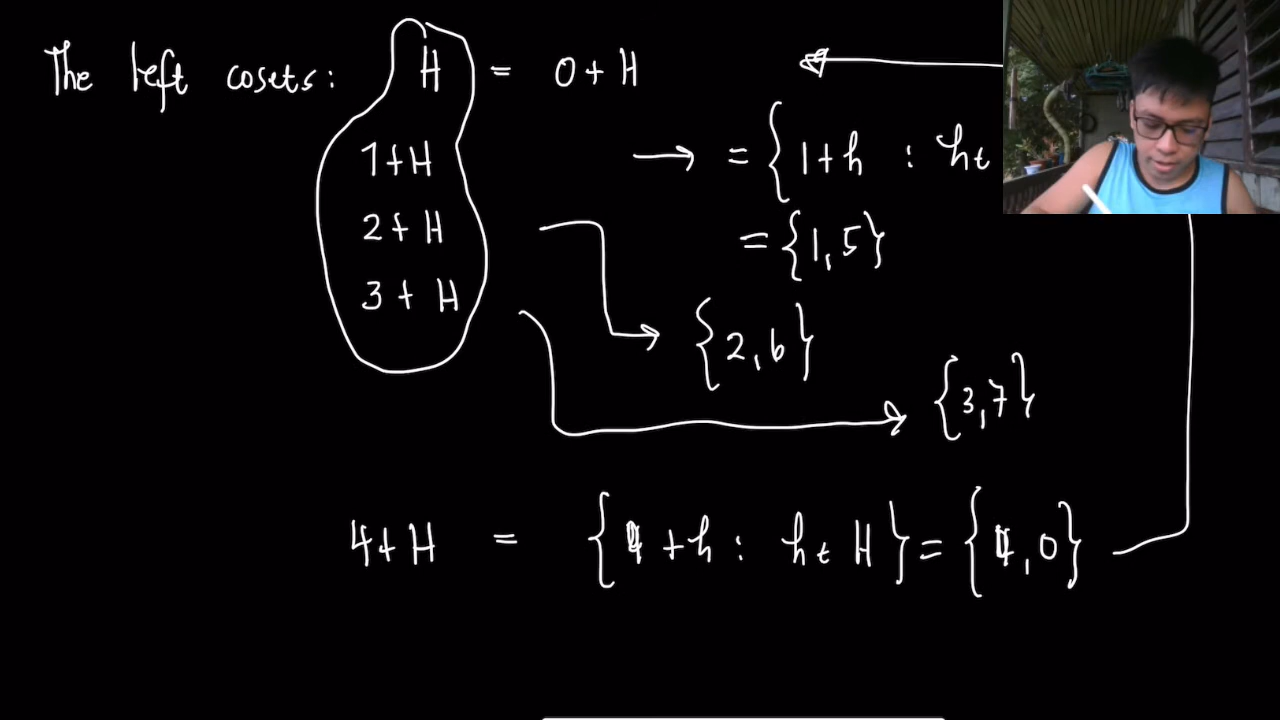 The left cosets: H = 0 + H
1 + H → = { 1 + h : h ∈
2 + H = { 1, 5 }
3 + H { 2, 6 }
{ 3, 7 }
4 + H = { 4 + h : h ∈ H } = { 4, 0 }